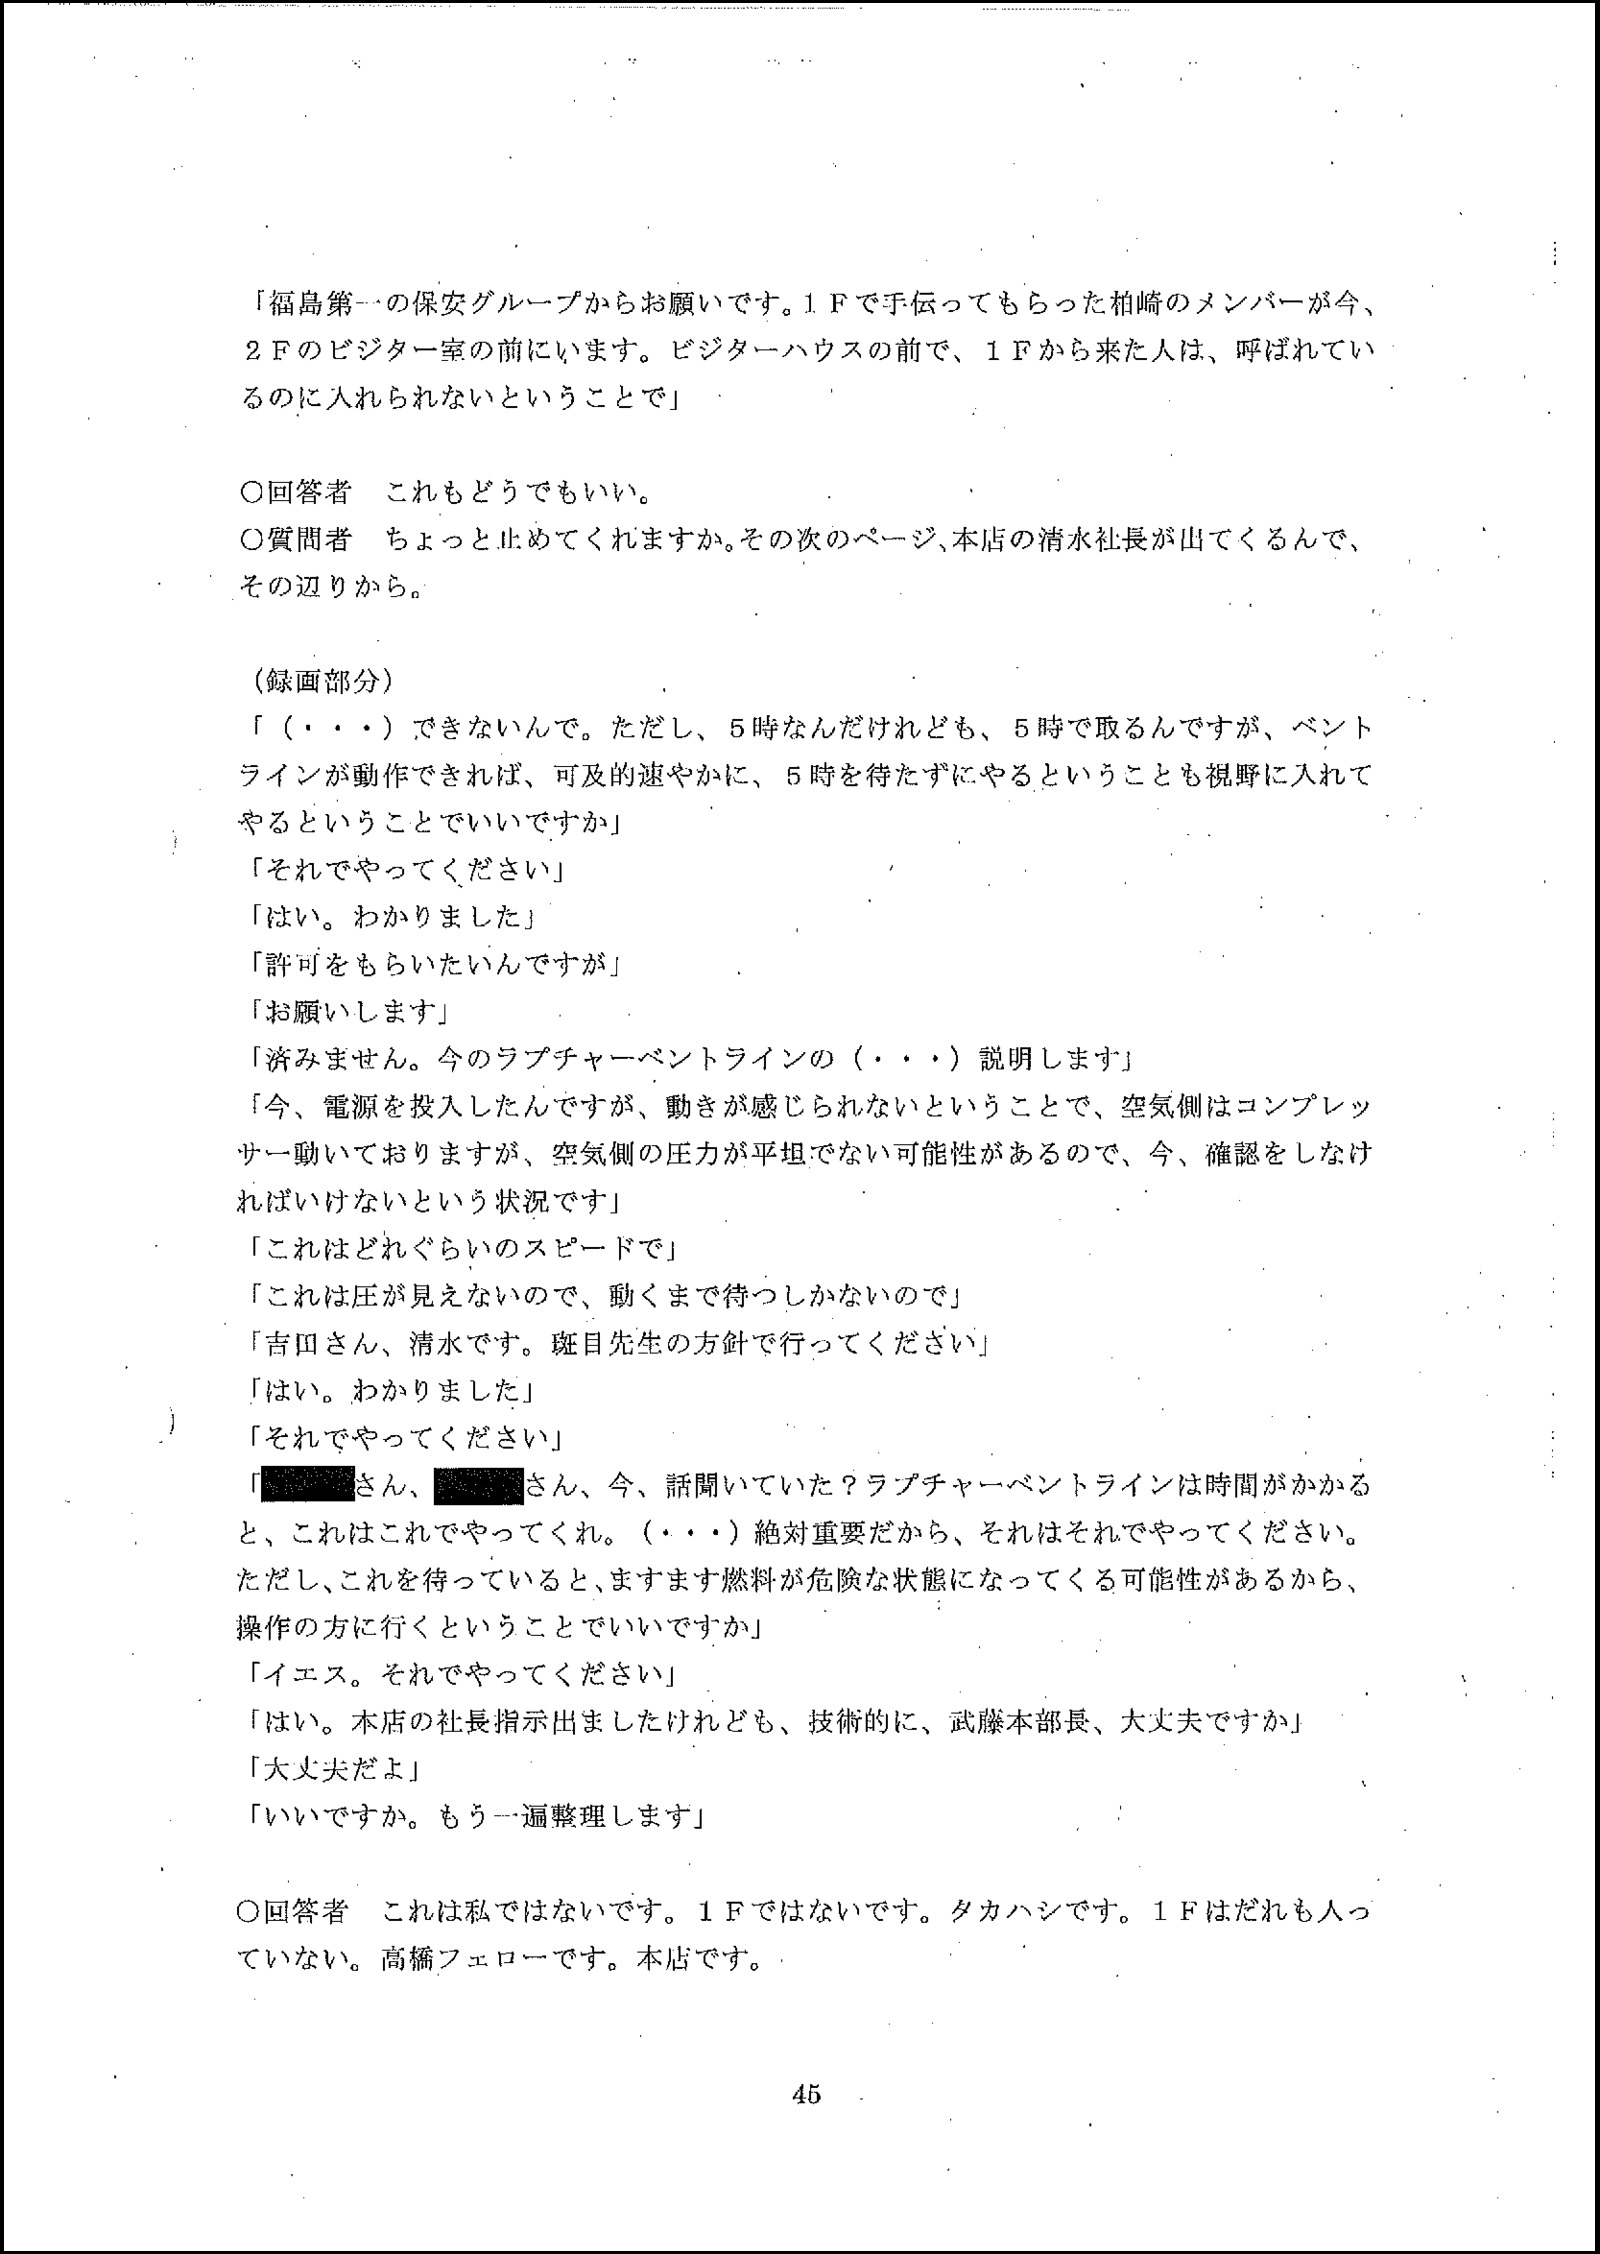 「福島第一の保安グループからお願いです。１Ｆで手伝ってもらった柏崎のメンバーが今、
２Ｆのビジター室の前にいます。ビジターハウスの前で、１Ｆから来た人は、呼ばれてい
るのに入れられないということで」
○回答者　これもどうでもいい。
○質問者　ちょっと止めてくれますか。その次のページ、本店の清水社長が出てくるんで、
その辺りから。
（録画部分）
「（・・・）できないんで。ただし、５時なんだけれども、５時で取るんですが、ベント
ラインが動作できれば、可及的速やかに、５時を待たずにやるということも視野に入れて
やるということでいいですか」
「それでやってください」
「はい。わかりました」
「許可をもらいたいんですが」
「お願いします」
「済みません。今のラプチャーベントラインの（・・・）説明します」
「今、電源を投入したんですが、動きが感じられないということで、空気側はコンプレッ
サー動いておりますが、空気側の圧力が平坦でない可能性があるので、今、確認をしなけ
ればいけないという状況です」
「これはどれぐらいのスピードで」
「これは圧が見えないので、動くまで待つしかないので」
「吉田さん、清水です。斑目先生の方針で行ってください」
「はい。わかりました」
「それでやってください」
「さん、さん、今、話聞いていた？ラプチャーベントラインは時間がかかる
と、これはこれでやってくれ。（・・・）絶対重要だから、それはそれでやってください。
ただし、これを待っていると、ますます燃料が危険な状態になってくる可能性があるから、
操作の方に行くということでいいですか」
「イエス。それでやってください」
「はい。本店の社長指示出ましたけれども、技術的に、武藤本部長、大丈夫ですか」
「大丈夫だよ」
「いいですか。もう一遍整理します」
○回答者　これは私ではないです。１Ｆではないです。タカハシです。１Ｆはだれも入っ
ていない。高橋フェローです。本店です。
45